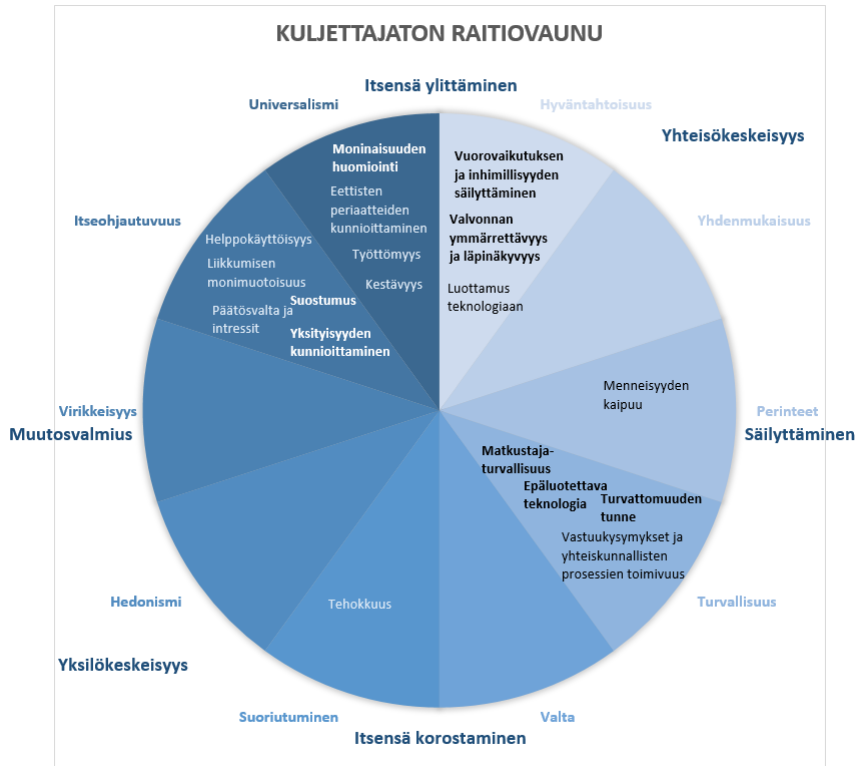 KULJETTAJATON RAITIOVAUNU
Itsensä ylittäminen
Universalismi
Hyväntahtoisuus
Yhteisökeskeisyys
Moninaisuuden
huomiointi
Eettisten
periaatteiden
kunnioittaminen
Työttömyys
Kestävyys
Vuorovaikutuksen
ja inhimillisyyden
säilyttäminen
Valvonnan
ymmärrettävyys
ja läpinäkyvyys
Luottamus
teknologiaan
Itseohjautuvuus
Yhdenmukaisuus
Helppokäyttöisyys
Liikkumisen
monimuotoisuus
Päätösvalta ja
intressit
Suostumus
Yksityisyyden
kunnioittaminen
Menneisyyden
kaipuu
Virikkeisyys
Muutosvalmius
Perinteet
Säilyttäminen
Matkustaja-
turvallisuus
Epäluotettava
teknologia
Turvattomuuden
tunne
Vastuukysymykset ja
yhteiskunnallisten
prosessien toimivuus
Hedonismi
Tehokkuus
Turvallisuus
Yksilökeskeisyys
Suoriutuminen
Valta
Itsensä korostaminen